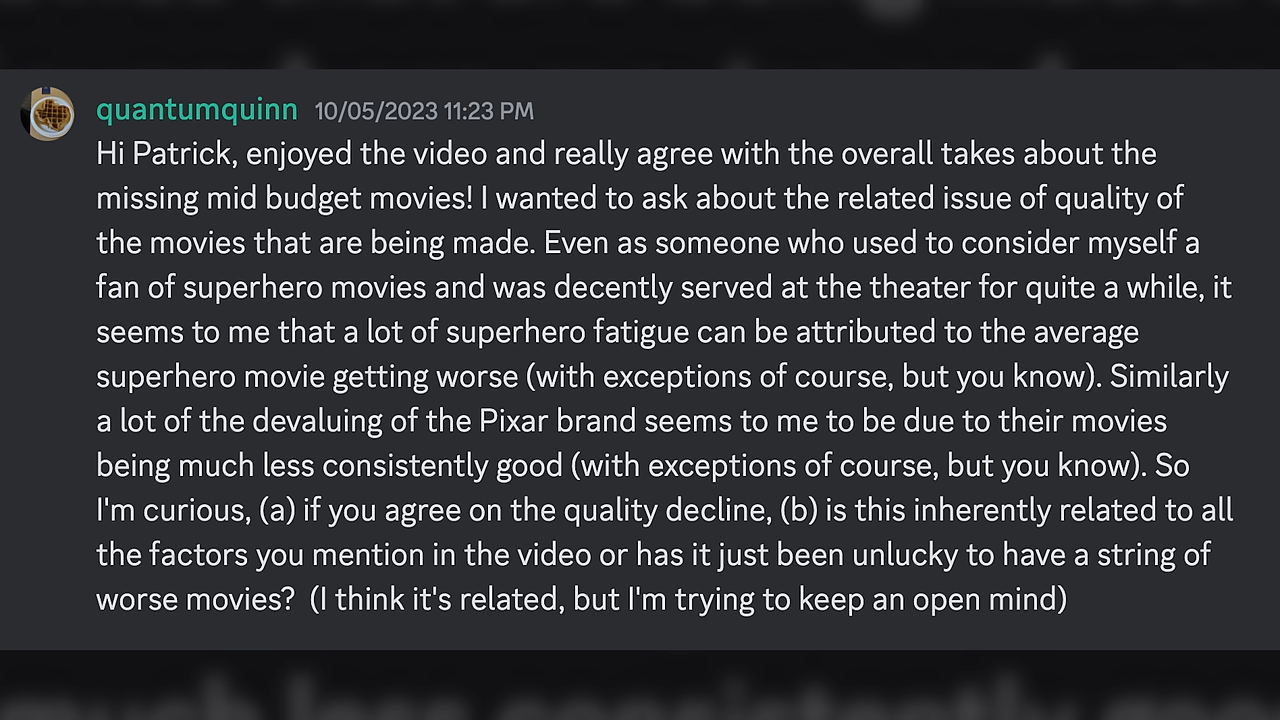 quantumquinn 10/05/2023 11:23 PM
Hi Patrick, enjoyed the video and really agree with the overall takes about the
missing mid budget movies! I wanted to ask about the related issue of quality of
the movies that are being made. Even as someone who used to consider myself a
fan of superhero movies and was decently served at the theater for quite a while, it
seems to me that a lot of superhero fatigue can be attributed to the average
superhero movie getting worse (with exceptions of course, but you know). Similarly
a lot of the devaluing of the Pixar brand seems to me to be due to their movies
being much less consistently good (with exceptions of course, but you know). So
I'm curious, (a) if you agree on the quality decline, (b) is this inherently related to all
the factors you mention in the video or has it just been unlucky to have a string of
worse movies?  (I think it's related, but I'm trying to keep an open mind)